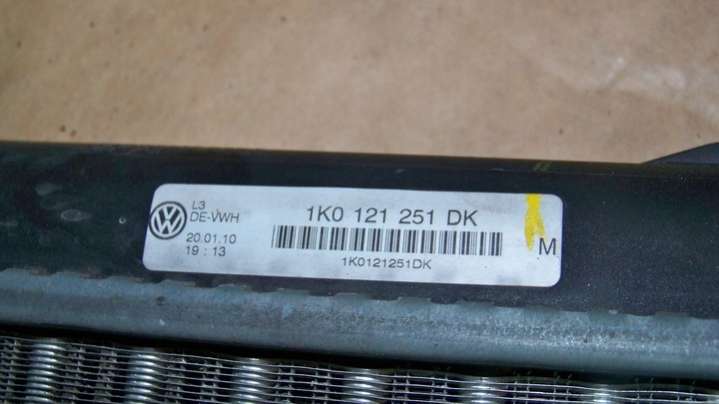 L3
DE-VWH
20.01.10
19 : 13
1K0 121 251 DK
1K0121251DK
M